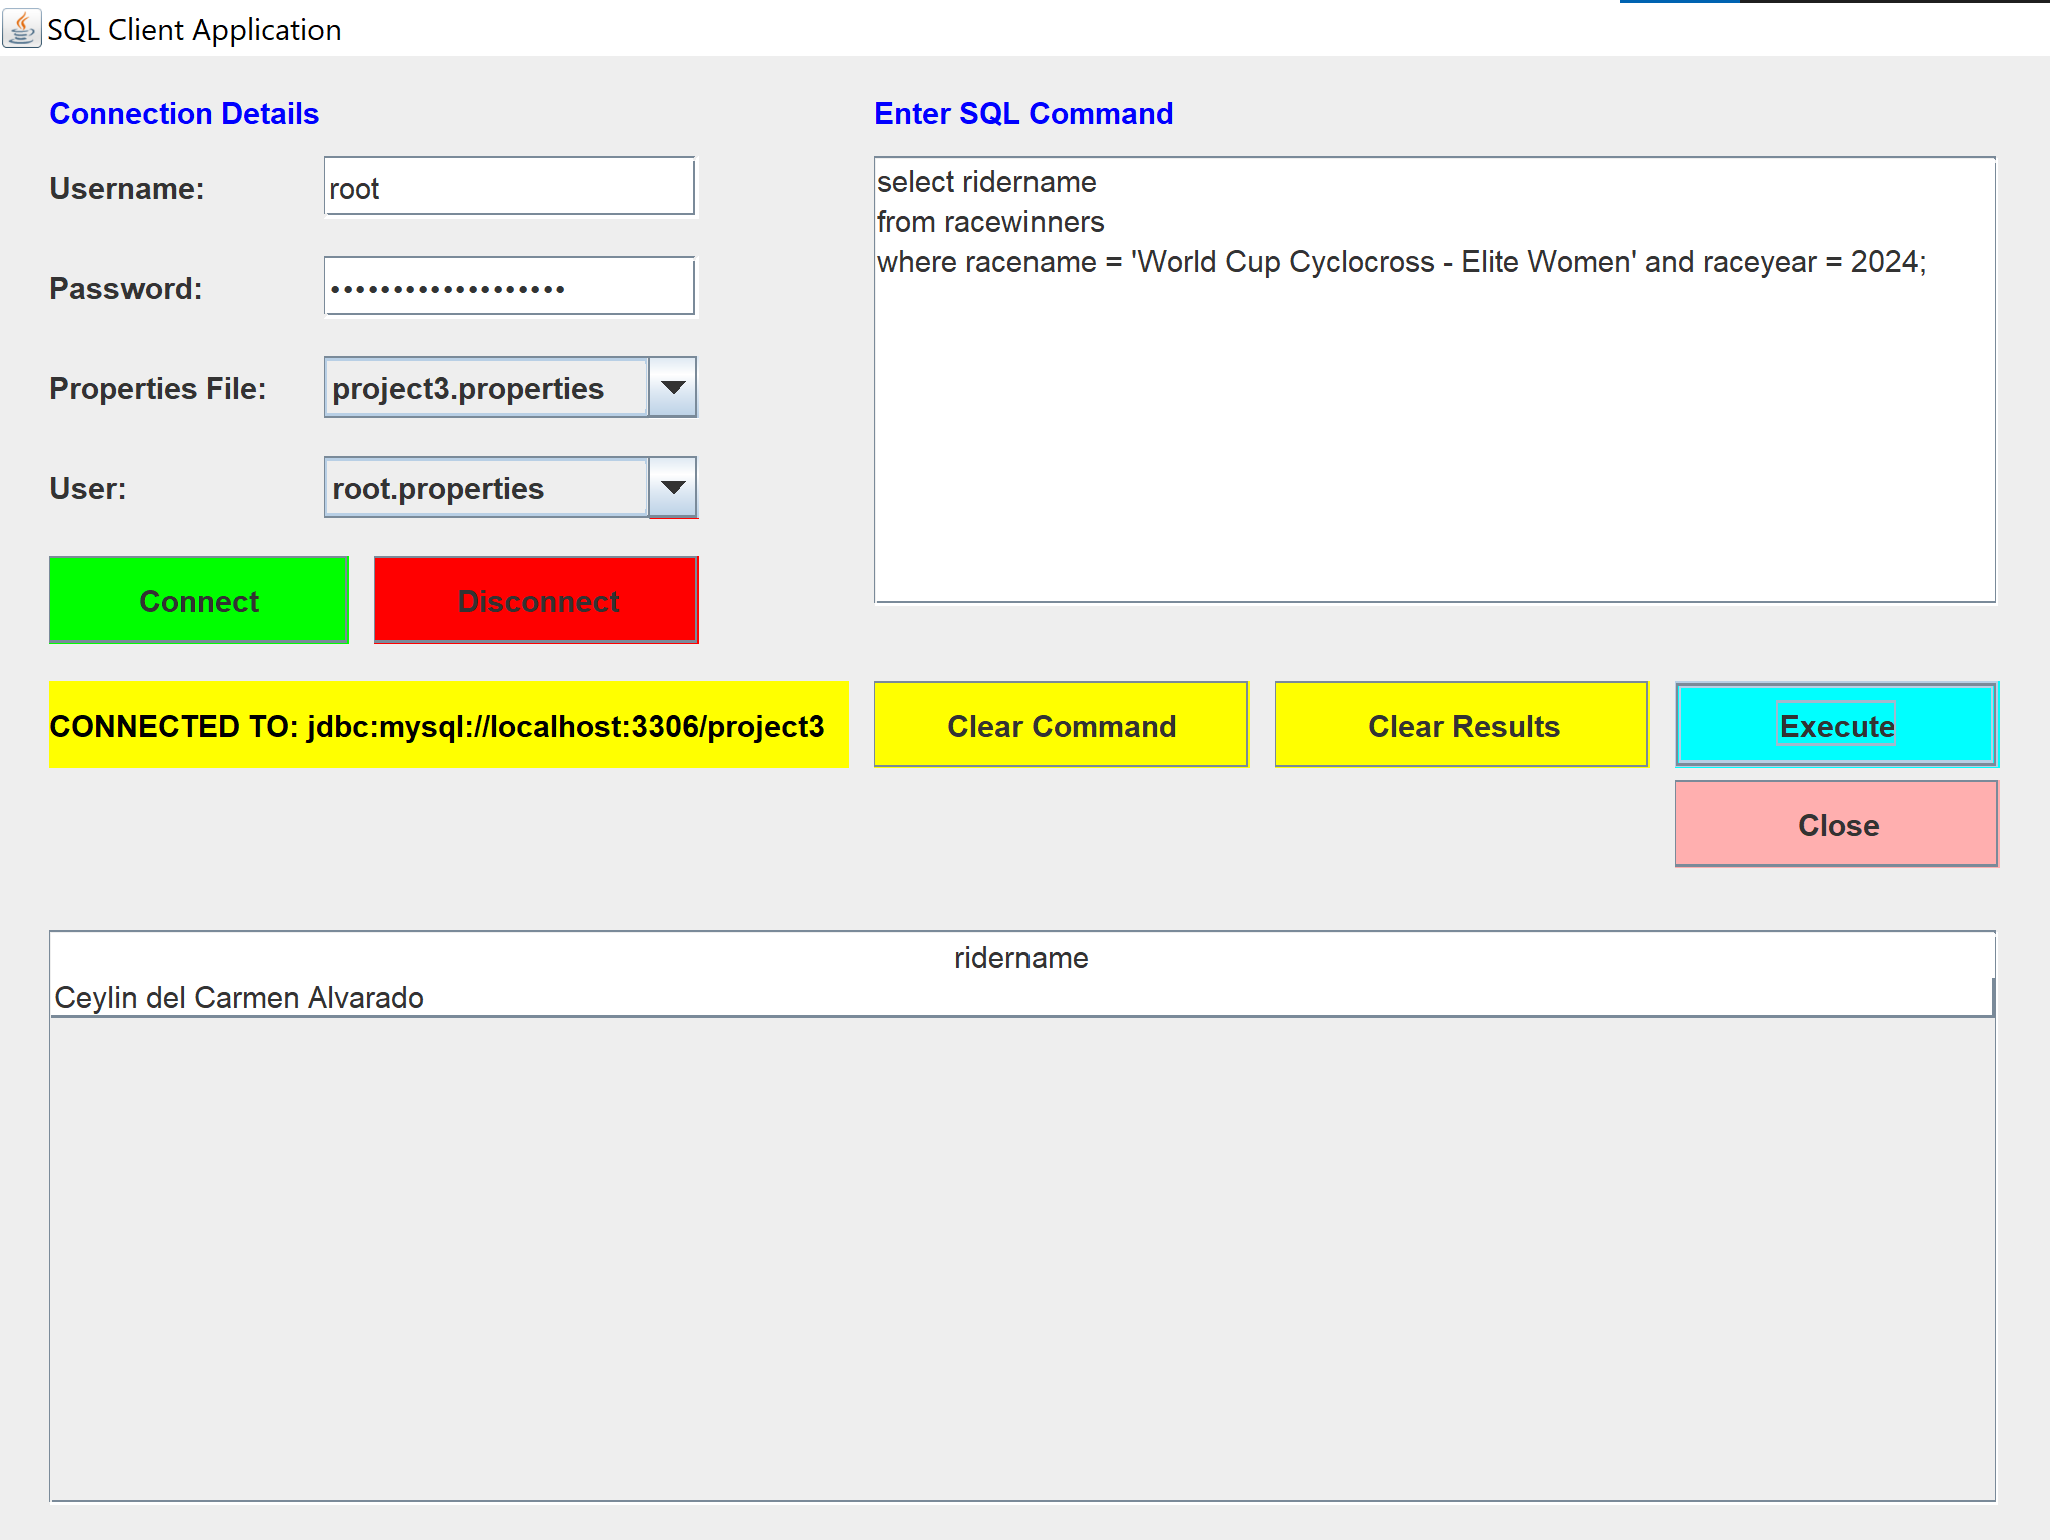 SQL Client Application
Connection Details
Username:
root
Password:
•••••••••••••••••••
Properties File:
project3.properties
User:
root.properties
Connect
Disconnect
Enter SQL Command
select ridername
from racewinners
where racename = 'World Cup Cyclocross - Elite Women' and raceyear = 2024;
CONNECTED TO: jdbc:mysql://localhost:3306/project3
Clear Command
Clear Results
Execute
Close
ridername
Ceylin del Carmen Alvarado